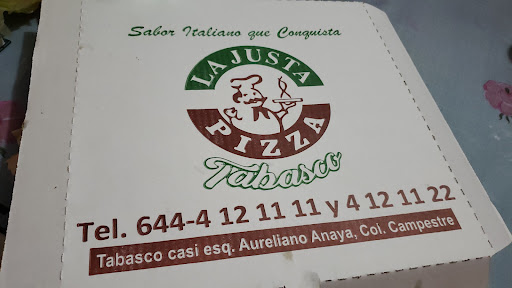 Sabor Italiano que Conquista
LA JUSTA
PIZZA
Tabasco
Tel. 644-4 12 11 11 y 4 12 11 22
Tabasco casi esq. Aureliano Anaya, Col. Campestre